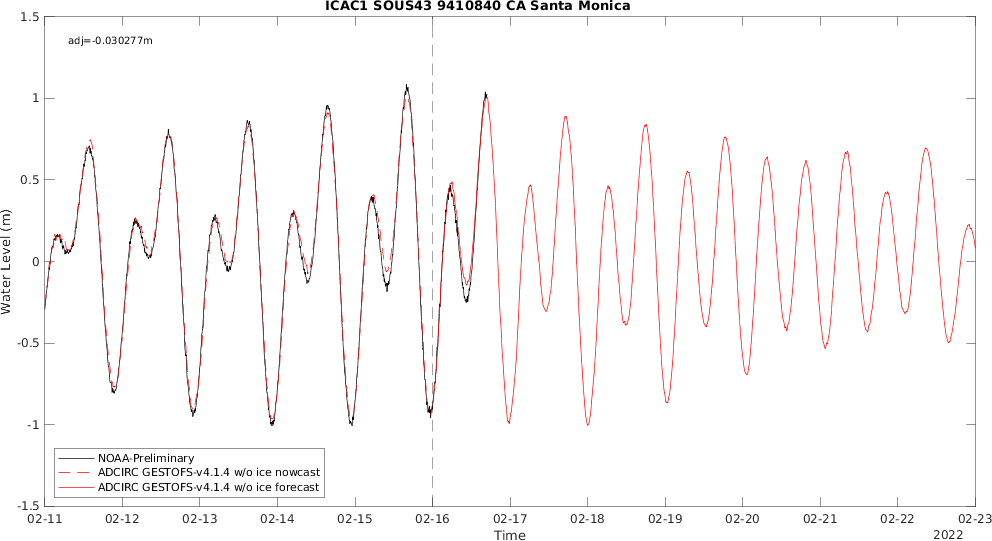 ICAC1 SOUS43 9410840 CA Santa Monica
adj=-0.030277m
1.5
1
0.5
0
-0.5
-1
-1.5
Water Level (m)
NOAA-Preliminary
ADCIRC GESTOFS-v4.1.4 w/o ice nowcast
ADCIRC GESTOFS-v4.1.4 w/o ice forecast
02-11 02-12 02-13 02-14 02-15 02-16 02-17 02-18 02-19 02-20 02-21 02-22 02-23
Time
2022